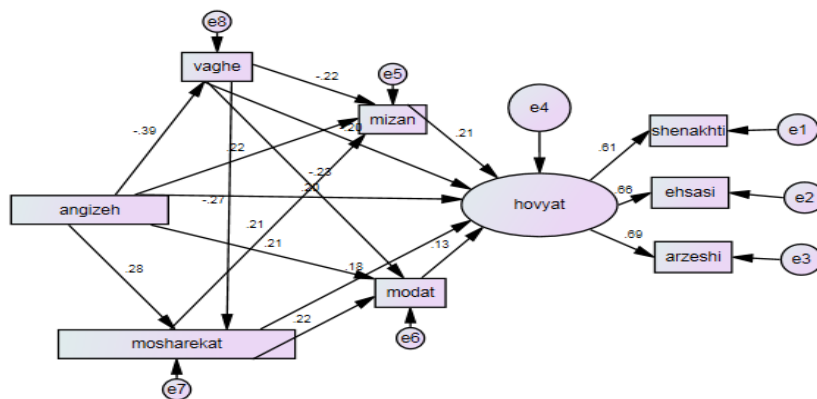 e8
vaghe
-.22
e5
mizan
-.39
.22
-.20
.21
e4
shenakhti
e1
.61
-.23
.20
angizeh
-.27
hovyat
.66
ehsasi
e2
.21
.21
.69
arzeshi
e3
.28
.18
.13
modat
.22
mosharekat
e6
e7